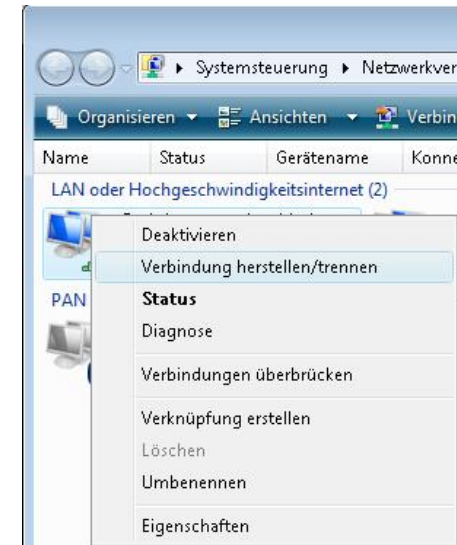 Systemsteuerung ▸ Netzwerkver
Organisieren Ansichten Verbin
Name Status Gerätename Konne
LAN oder Hochgeschwindigkeitsinternet (2)
Deaktivieren
Verbindung herstellen/trennen
PAN Status
Diagnose
Verbindungen überbrücken
Verknüpfung erstellen
Löschen
Umbenennen
Eigenschaften